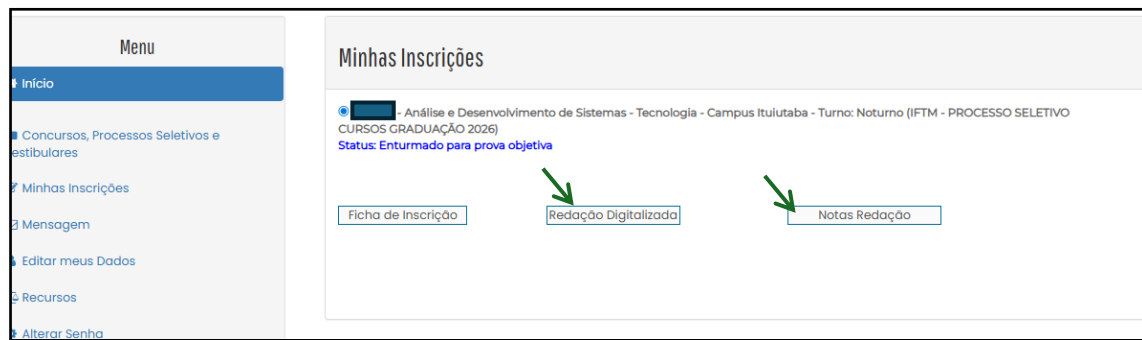 Menu
Início
Concursos, Processos Seletivos e
estibulares
Minhas Inscrições
Mensagem
Editar meus Dados
Recursos
Alterar Senha
Minhas Inscrições
- Análise e Desenvolvimento de Sistemas - Tecnologia - Campus Ituiutaba - Turno: Noturno (IFTM - PROCESSO SELETIVO
CURSOS GRADUAÇÃO 2026)
Status: Enturmado para prova objetiva
Ficha de Inscrição
Redação Digitalizada
Notas Redação